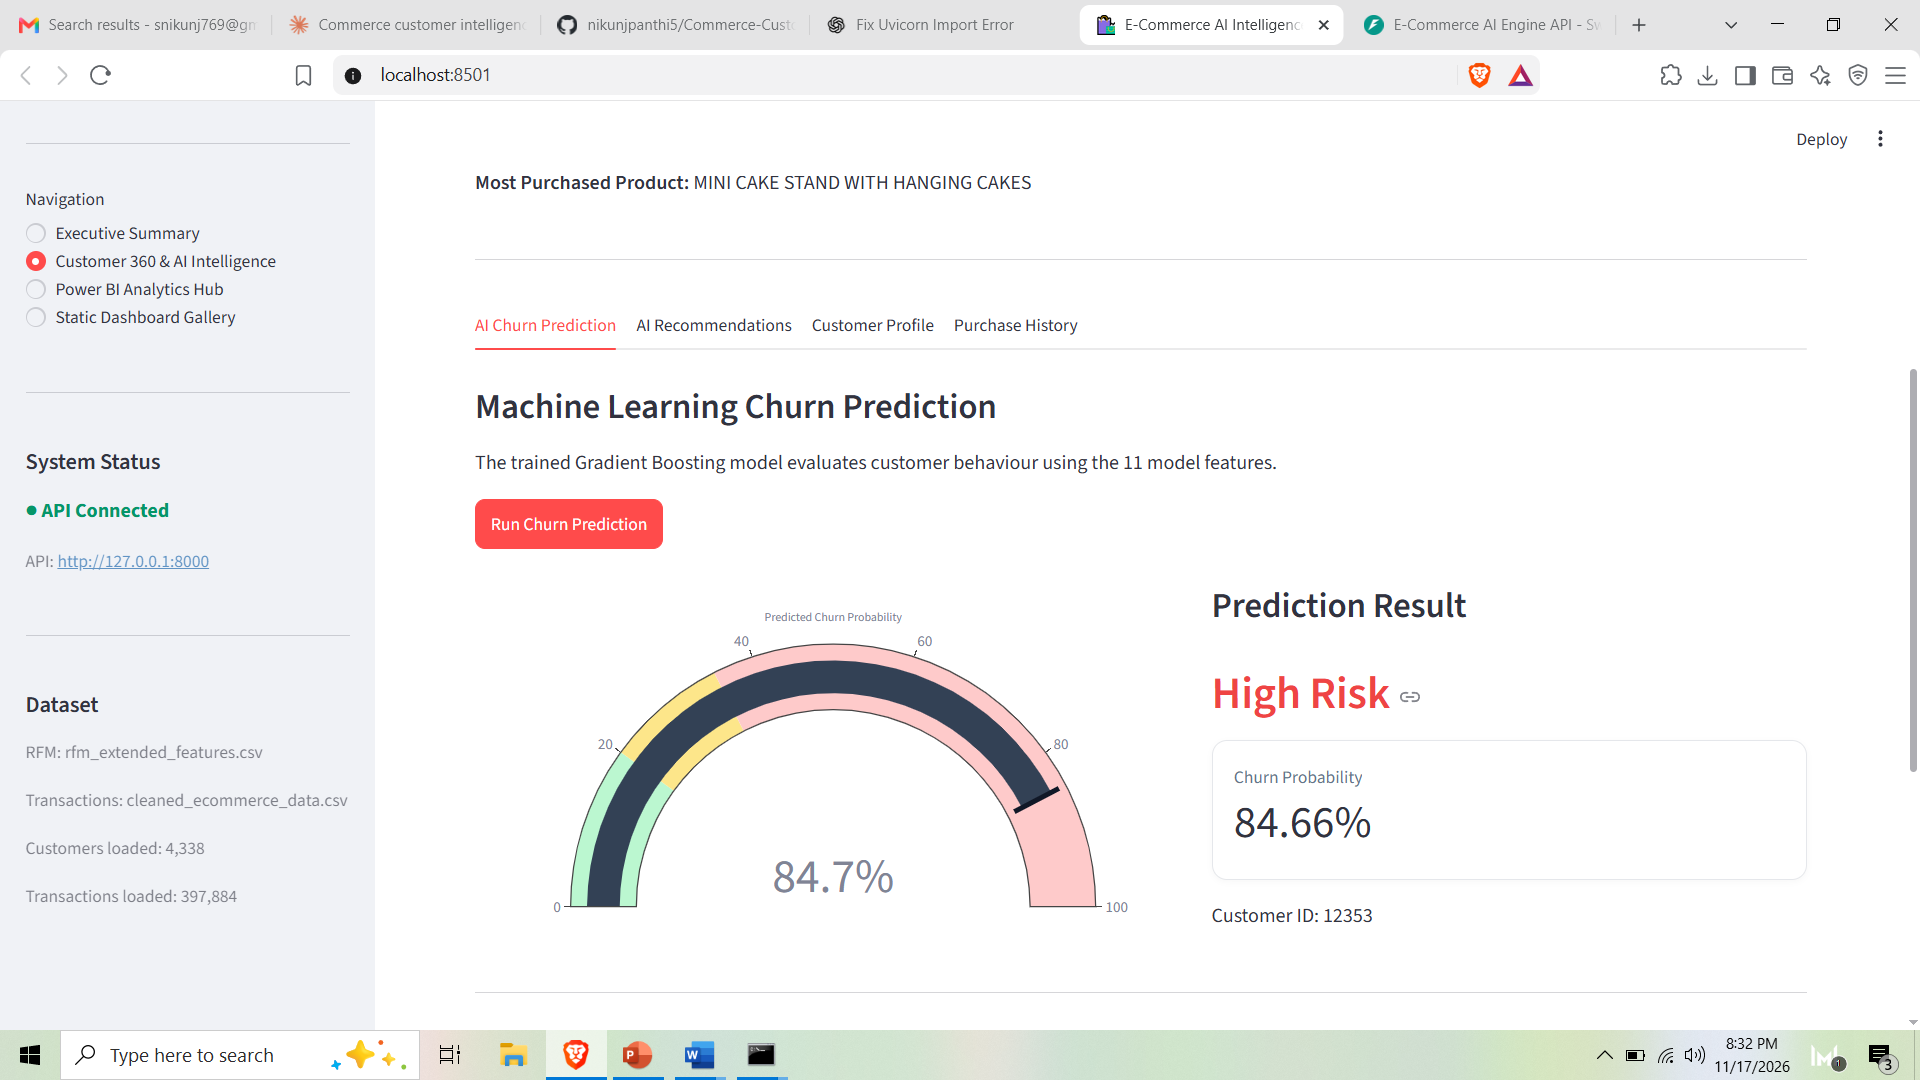 Search results - snikunj769@gm
Commerce customer intelligenc
nikunjpanthi5/Commerce-Custo
Fix Uvicorn Import Error
E-Commerce AI Intelligenc
E-Commerce AI Engine API - Sw
localhost:8501
Deploy
Navigation
Executive Summary
Customer 360 & AI Intelligence
Power BI Analytics Hub
Static Dashboard Gallery
System Status
API Connected
API: http://127.0.0.1:8000
Dataset
RFM: rfm_extended_features.csv
Transactions: cleaned_ecommerce_data.csv
Customers loaded: 4,338
Transactions loaded: 397,884
Most Purchased Product: MINI CAKE STAND WITH HANGING CAKES
AI Churn Prediction
AI Recommendations
Customer Profile
Purchase History
Machine Learning Churn Prediction
The trained Gradient Boosting model evaluates customer behaviour using the 11 model features.
Run Churn Prediction
Predicted Churn Probability
0
20
40
60
80
100
84.7%
Prediction Result
High Risk
Churn Probability
84.66%
Customer ID: 12353
Type here to search
8:32 PM
11/17/2026
1
3